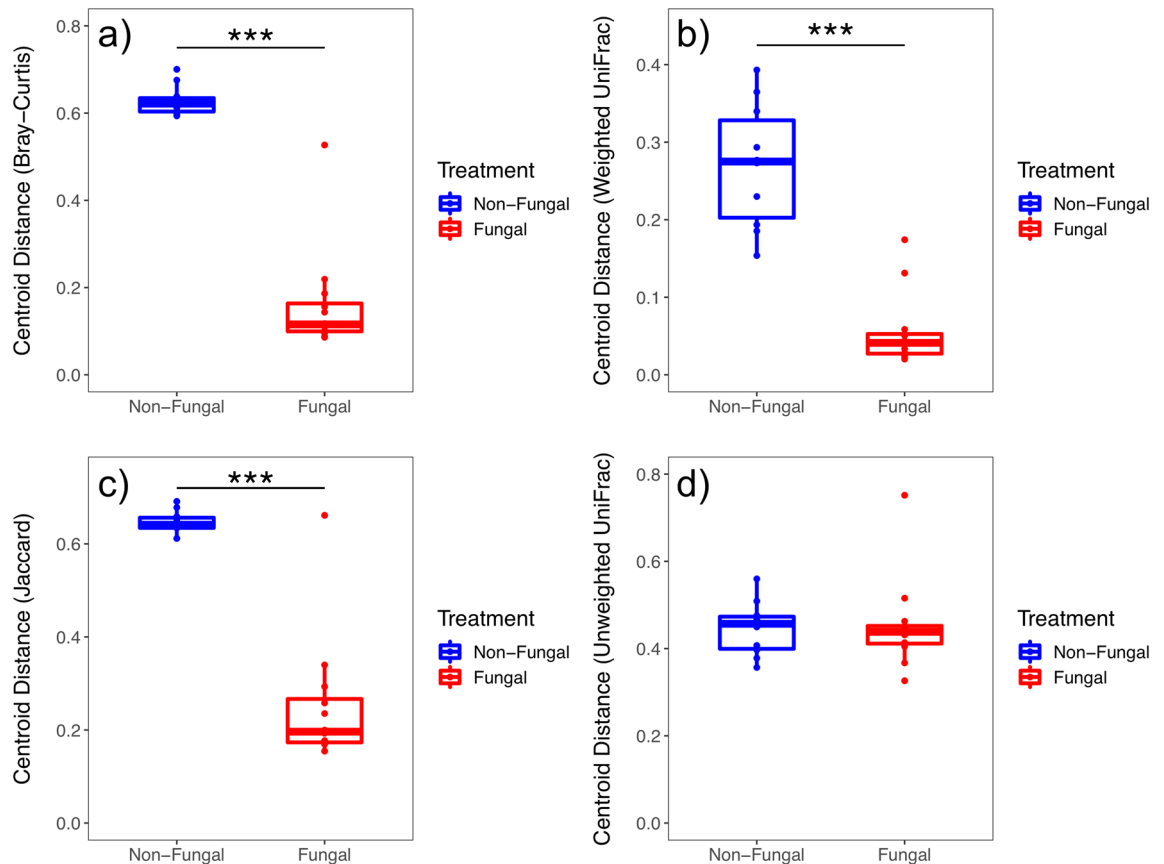 a)
***
Centroid Distance (Bray−Curtis)
0.8
0.6
0.4
0.2
0.0
Non−Fungal
Fungal
Treatment
Non−Fungal
Fungal
b)
***
Centroid Distance (Weighted UniFrac)
0.4
0.3
0.2
0.1
0.0
Non−Fungal
Fungal
Treatment
Non−Fungal
Fungal
c)
***
Centroid Distance (Jaccard)
0.6
0.4
0.2
0.0
Non−Fungal
Fungal
Treatment
Non−Fungal
Fungal
d)
Centroid Distance (Unweighted UniFrac)
0.8
0.6
0.4
0.2
0.0
Non−Fungal
Fungal
Treatment
Non−Fungal
Fungal